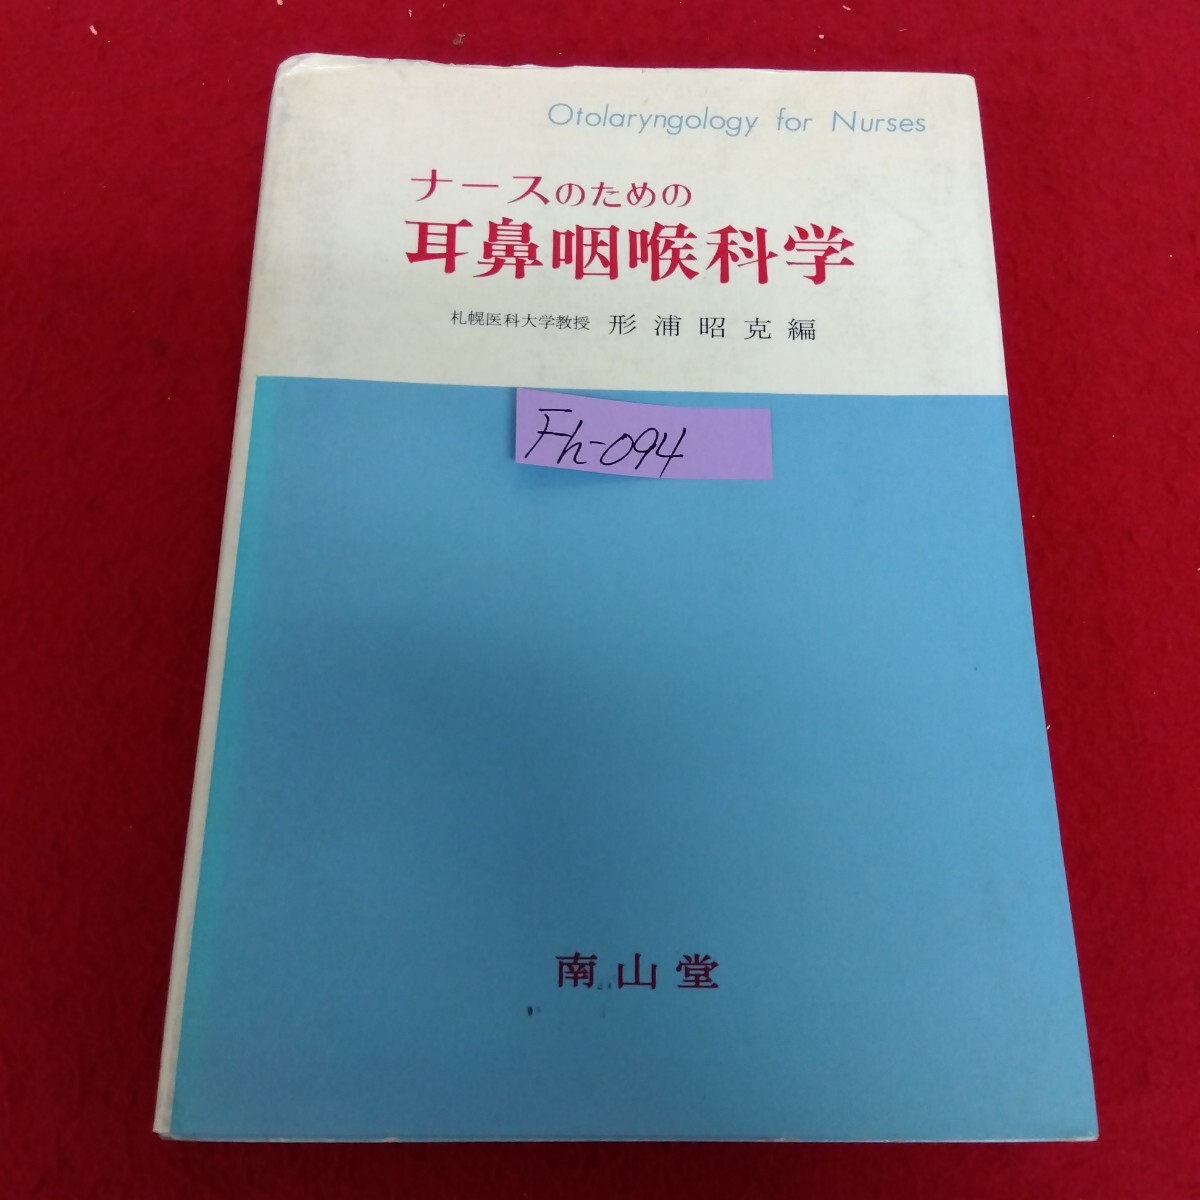 Otolaryngology for Nurses
ナースのための
耳鼻咽喉科学
札幌医科大学教授 形浦昭克編
Fh-094
南山堂